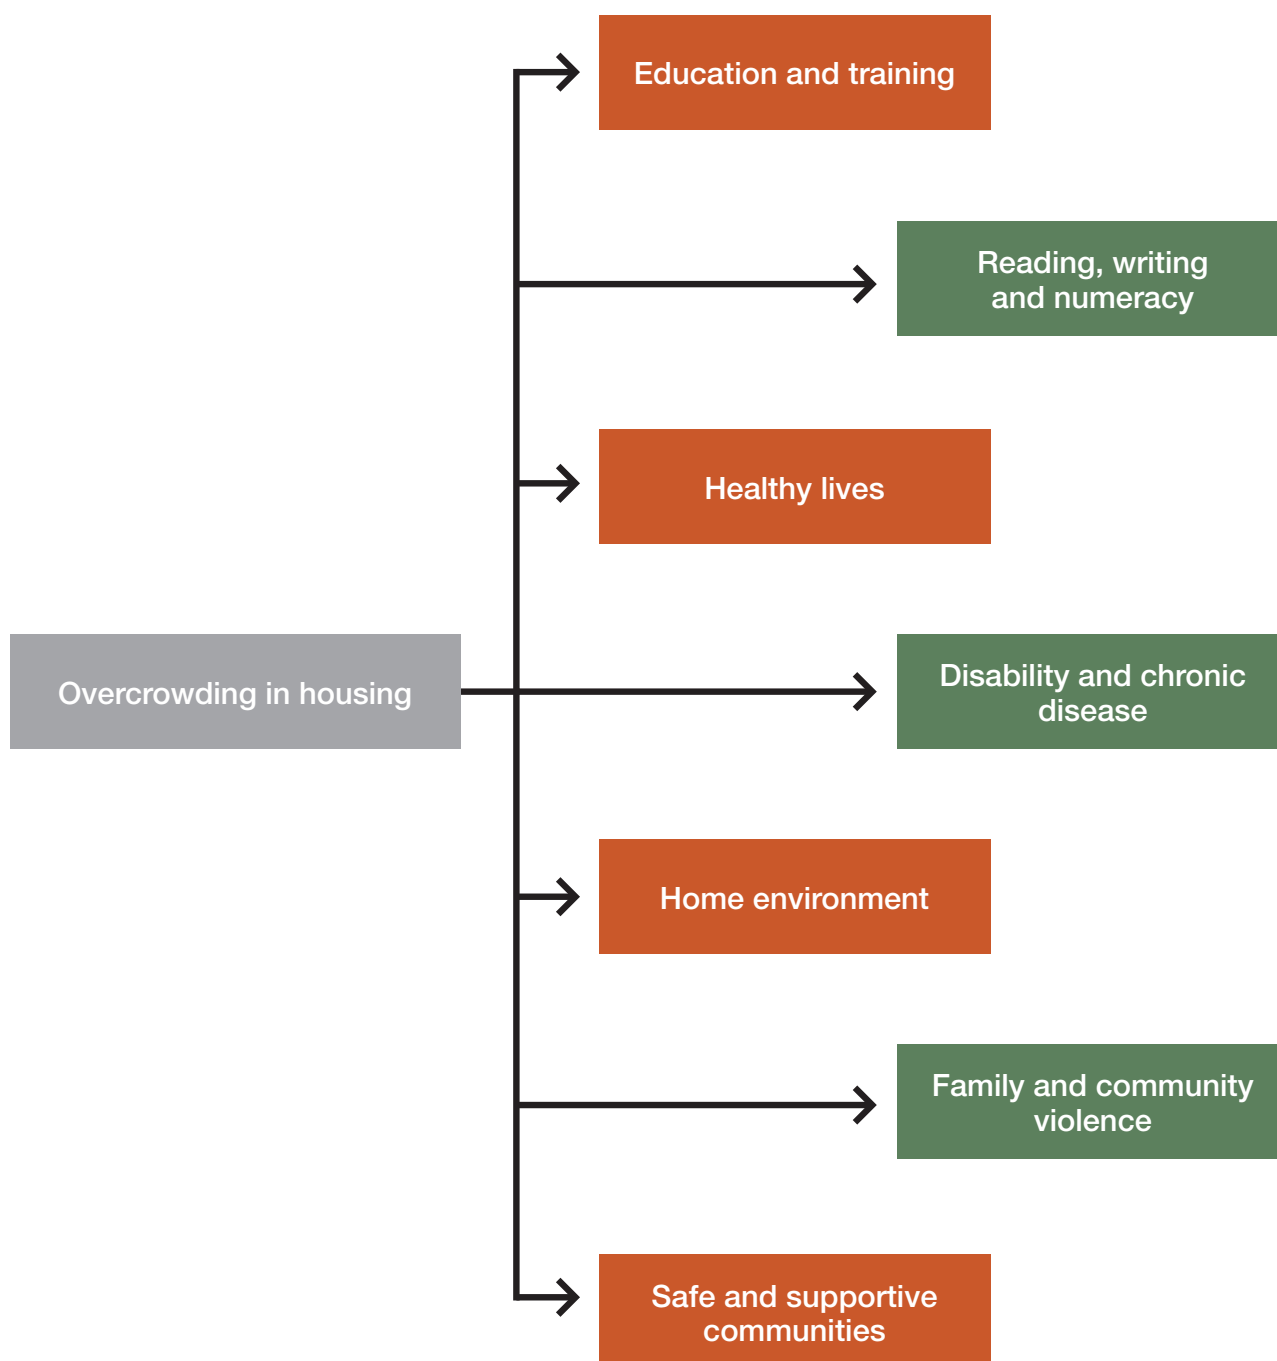 Education and training
Reading, writing
and numeracy
Healthy lives
Overcrowding in housing
Disability and chronic
disease
Home environment
Family and community
violence
Safe and supportive
communities